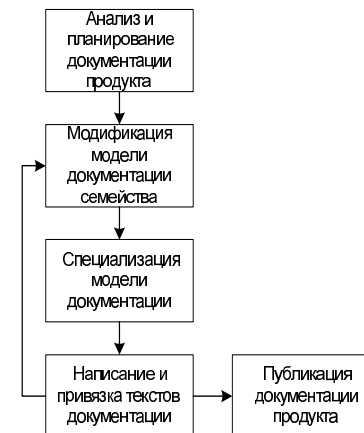 Анализ и
планирование
документации
продукта
Модификация
модели
документации
семейства
Специализация
модели
документации
Написание и
привязка текстов
документации
Публикация
документации
продукта